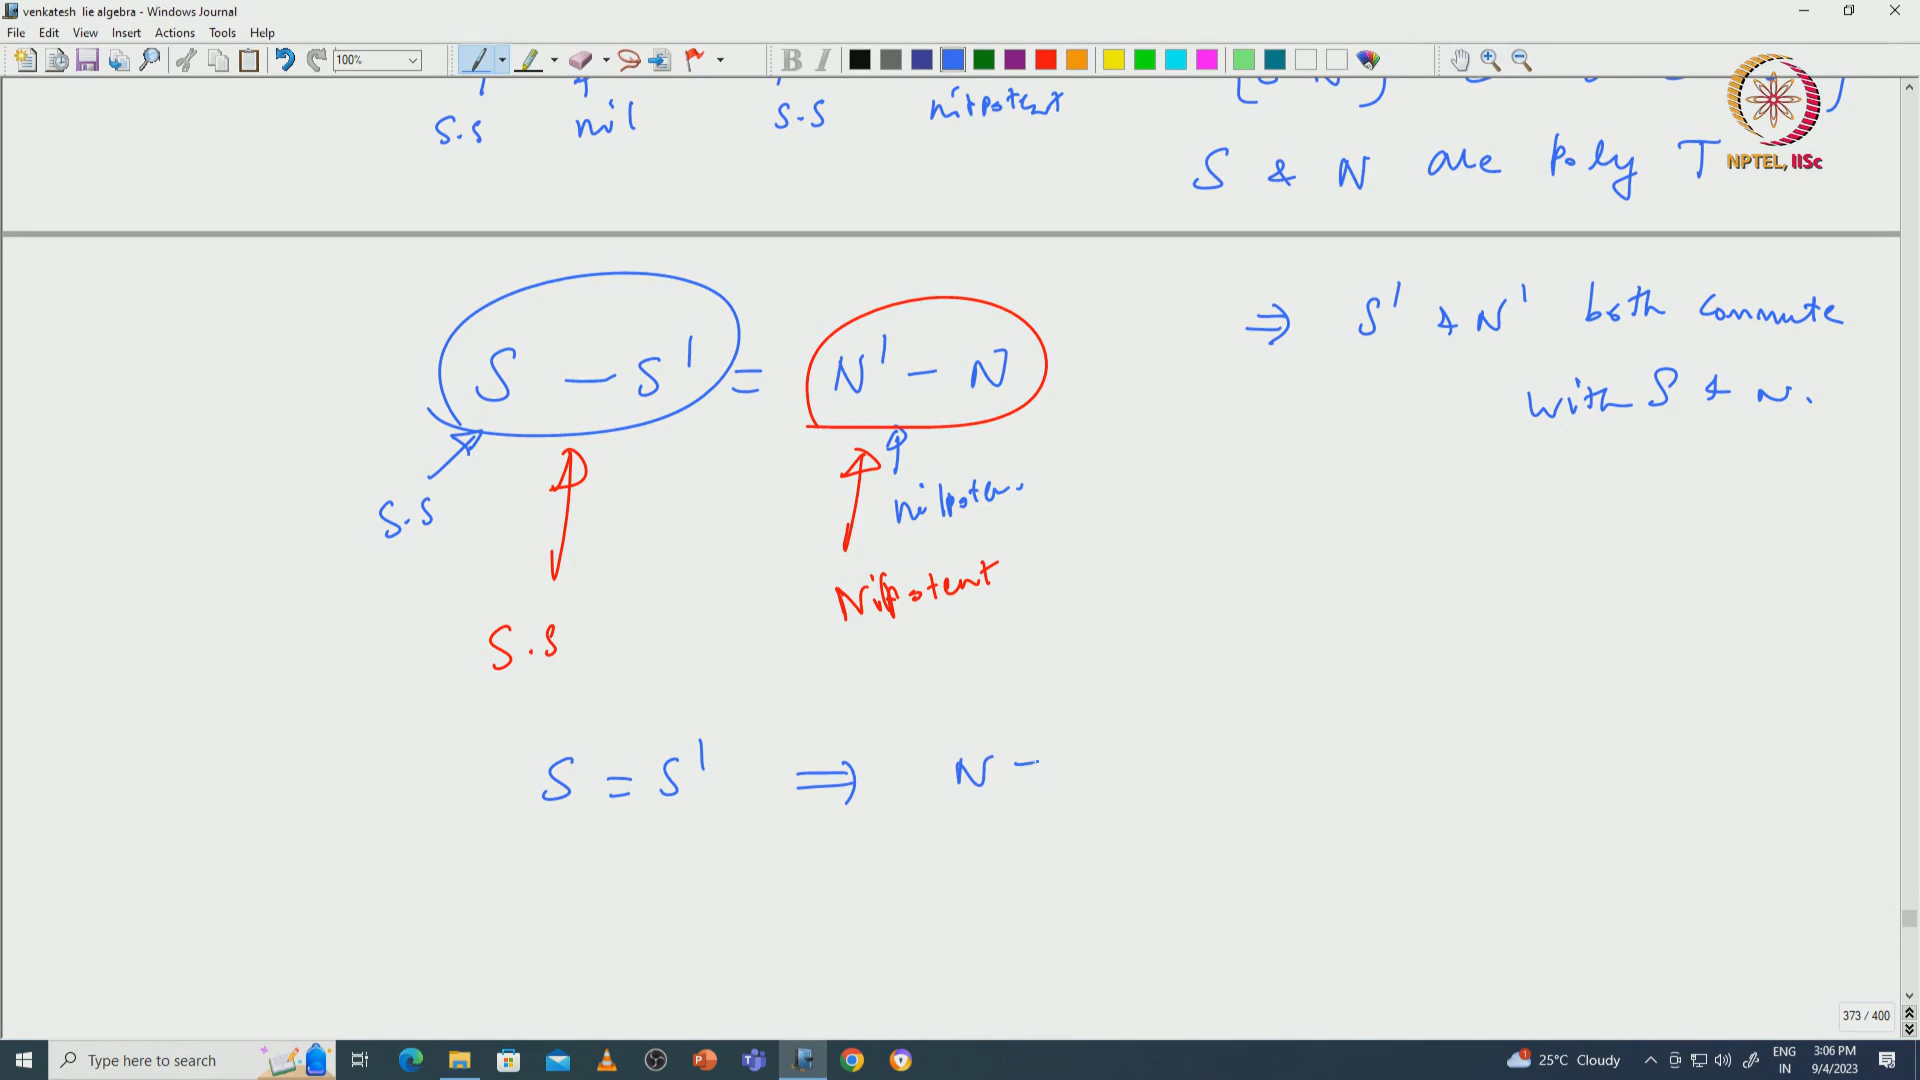 venkatesh lie algebra - Windows Journal
File Edit View Insert Actions Tools Help
100%
B I
S.S nil S.S nilpotent
S & N are poly T
NPTEL, IISc
S - S' = N' - N
⇒ S' & N' both commute
with S & N.
S.S
nilpoten.
Nilpotent
S.S
S = S' ⇒ N -
373 / 400
Type here to search
25°C Cloudy
ENG
IN
3:06 PM
9/4/2023